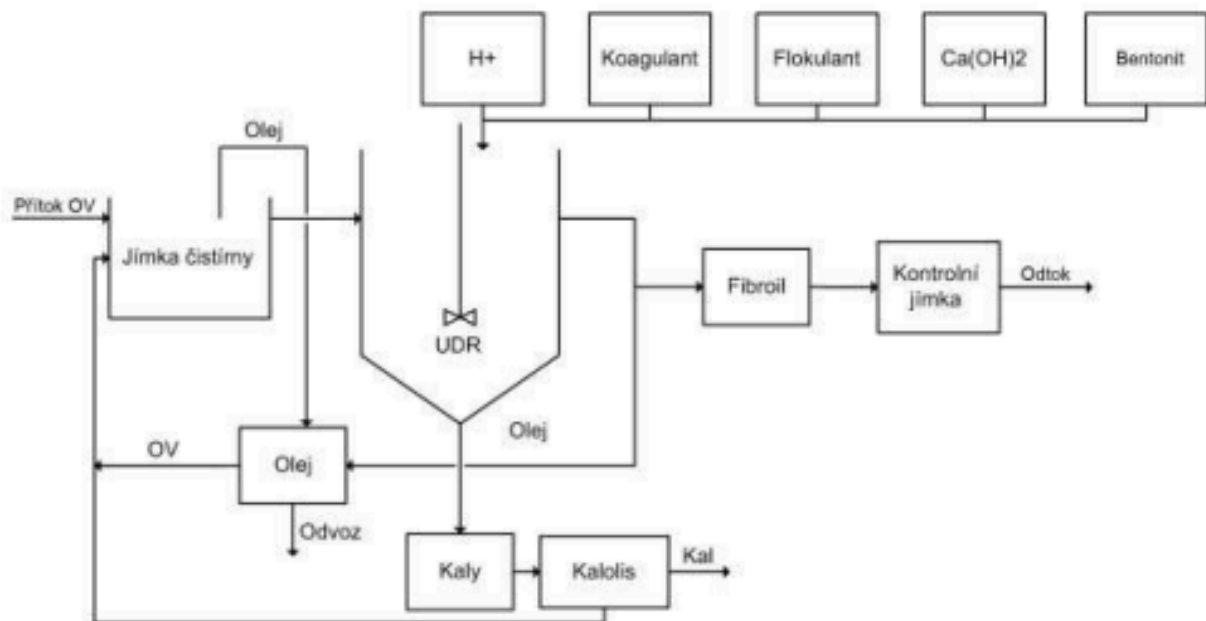 H+
Koagulant
Flokulant
Ca(OH)2
Bentonit
Olej
Přítok OV
Jímka čistírny
UDR
Fibroil
Kontrolní
jímka
Odtok
Olej
OV
Olej
Odvoz
Kaly
Kalolis
Kal